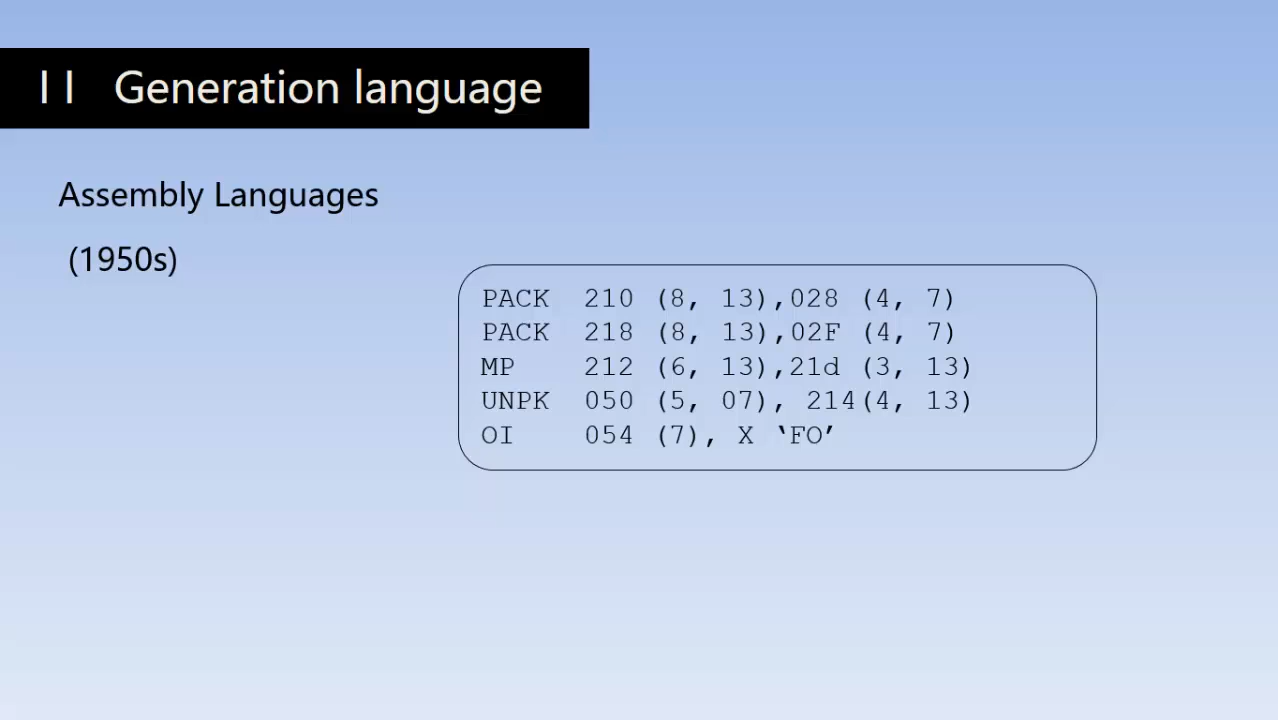 II Generation language
Assembly Languages
(1950s)
PACK 210 (8, 13),028 (4, 7)
PACK 218 (8, 13),02F (4, 7)
MP 212 (6, 13),21d (3, 13)
UNPK 050 (5, 07), 214(4, 13)
OI 054 (7), X ‘FO’